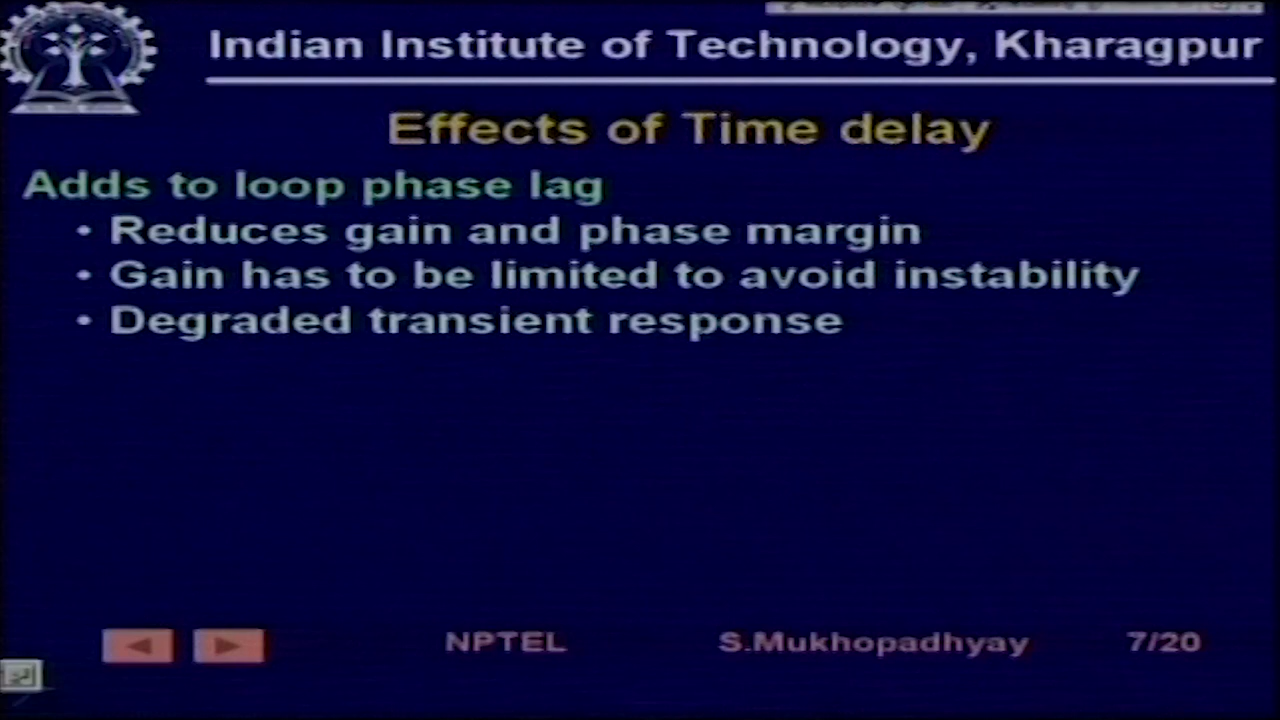 Indian Institute of Technology, Kharagpur
Effects of Time delay
Adds to loop phase lag
• Reduces gain and phase margin
• Gain has to be limited to avoid instability
• Degraded transient response
NPTEL S.Mukhopadhyay 7/20